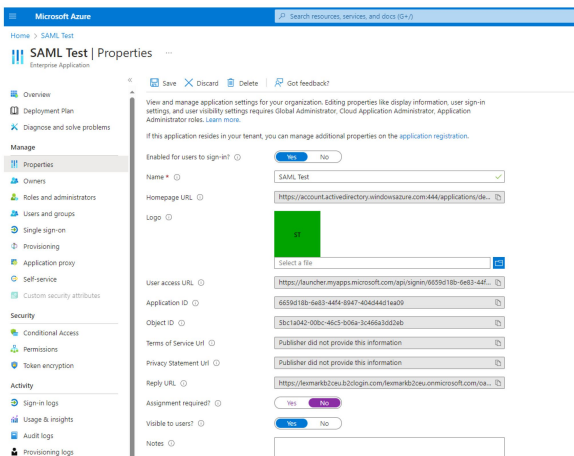 Microsoft Azure
Search resources, services, and docs (G+/)
Home > SAML Test
SAML Test | Properties ...
Enterprise Application
Overview
Deployment Plan
Diagnose and solve problems
Manage
Properties
Owners
Roles and administrators
Users and groups
Single sign-on
Provisioning
Application proxy
Self-service
Custom security attributes
Security
Conditional Access
Permissions
Token encryption
Activity
Sign-in logs
Usage & insights
Audit logs
Provisioning logs
Save Discard Delete Got feedback?
View and manage application settings for your organization. Editing properties like display information, user sign-in
settings, and user visibility settings requires Global Administrator, Cloud Application Administrator, Application
Administrator roles. Learn more.
If this application resides in your tenant, you can manage additional properties on the application registration.
Enabled for users to sign-in? Yes No
Name * SAML Test
Homepage URL https://account.activedirectory.windowsazure.com:444/applications/de...
Logo
ST
Select a file
User access URL https://launcher.myapps.microsoft.com/api/signin/6659d18b-6e83-44f...
Application ID 6659d18b-6e83-44f4-8947-404d44d1ea09
Object ID 5bc1a042-00bc-46c5-b06a-3c466a3dd2eb
Terms of Service Url Publisher did not provide this information
Privacy Statement Url Publisher did not provide this information
Reply URL https://lexmarkb2ceu.b2clogin.com/lexmarkb2ceu.onmicrosoft.com/oa...
Assignment required? Yes No
Visible to users? Yes No
Notes